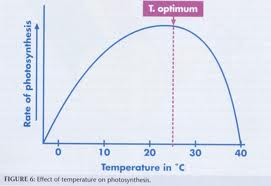 T. optimum
Rate of photosynthesis
0 10 20 30 40
Temperature in °C
FIGURE 6: Effect of temperature on photosynthesis.